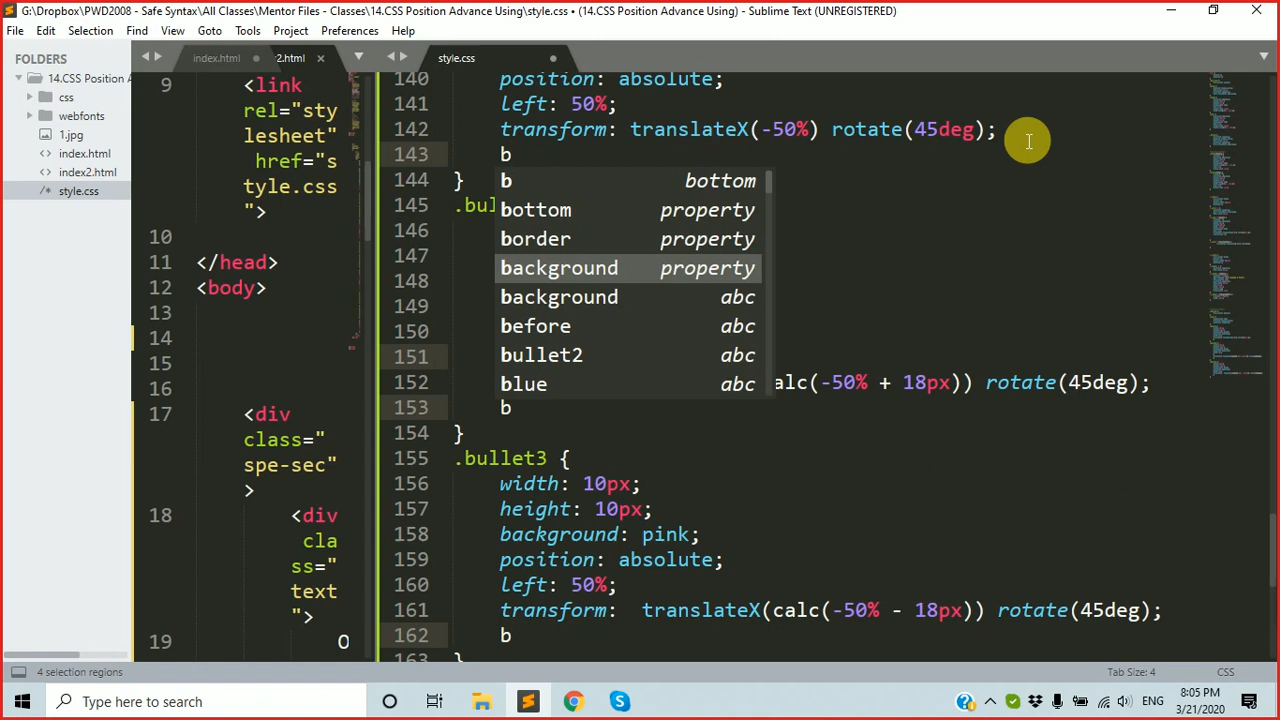 G:\Dropbox\PWD2008 - Safe Syntax\All Classes\Mentor Files - Classes\14.CSS Position Advance Using\style.css • (14.CSS Position Advance Using) - Sublime Text (UNREGISTERED)
File Edit Selection Find View Goto Tools Project Preferences Help
FOLDERS
14.CSS Position A
css
webfonts
1.jpg
index.html
index2.html
style.css
index.html
2.html
9 <link
rel="sty
lesheet"
href="s
tyle.css
">
10
11 </head>
12 <body>
13
14
15
16
17 <div
class="
spe-sec"
>
18 <div
cla
ss="
text
">
19 O
style.css
140 position: absolute;
141 left: 50%;
142 transform: translateX(-50%) rotate(45deg);
143 b
144 }
145 .bul
146
147
148
149
150
151
152 alc(-50% + 18px)) rotate(45deg);
153 b
154 }
155 .bullet3 {
156 width: 10px;
157 height: 10px;
158 background: pink;
159 position: absolute;
160 left: 50%;
161 transform: translateX(calc(-50% - 18px)) rotate(45deg);
162 b
163 }
b bottom
bottom property
border property
background property
background abc
before abc
bullet2 abc
blue abc
4 selection regions
Tab Size: 4
CSS
Type here to search
ENG
8:05 PM
3/21/2020